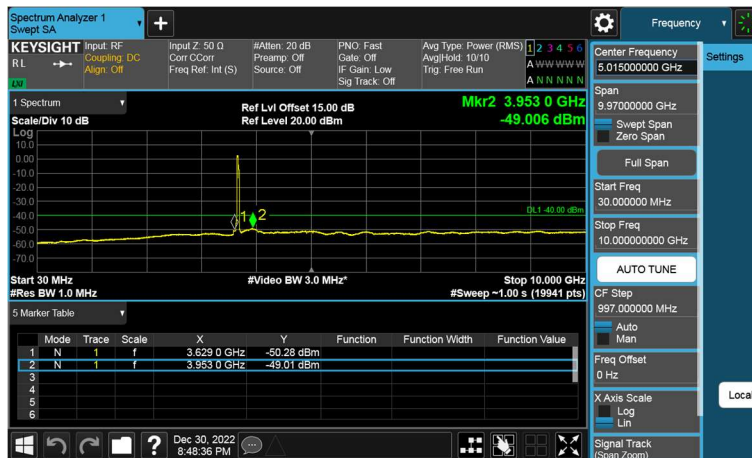 Spectrum Analyzer 1
Swept SA
Frequency
KEYSIGHT
RL
Input: RF
Coupling: DC
Align: Off
Input Z: 50 Ω
Corr CCorr
Freq Ref: Int (S)
#Atten: 20 dB
Preamp: Off
Source: Off
PNO: Fast
Gate: Off
IF Gain: Low
Sig Track: Off
Avg Type: Power (RMS)
Avg|Hold: 10/10
Trig: Free Run
1 2 3 4 5 6
A W W W W W
A N N N N N
1 Spectrum
Scale/Div 10 dB
Ref Lvl Offset 15.00 dB
Ref Level 20.00 dBm
Mkr2 3.953 0 GHz
-49.006 dBm
Log
10.0
0.00
-10.0
-20.0
-30.0
-40.0
-50.0
-60.0
-70.0
1
2
DL1 -40.00 dBm
Start 30 MHz
#Res BW 1.0 MHz
#Video BW 3.0 MHz*
Stop 10.000 GHz
#Sweep ~1.00 s (19941 pts)
5 Marker Table
Mode Trace Scale X Y Function Function Width Function Value
1 N 1 f 3.629 0 GHz -50.28 dBm
2 N 1 f 3.953 0 GHz -49.01 dBm
3
4
5
6
Dec 30, 2022
8:48:36 PM
Center Frequency
5.015000000 GHz
Settings
Span
9.97000000 GHz
Swept Span
Zero Span
Full Span
Start Freq
30.000000 MHz
Stop Freq
10.000000000 GHz
AUTO TUNE
CF Step
997.000000 MHz
Auto
Man
Freq Offset
0 Hz
X Axis Scale
Log
Lin
Local
Signal Track
(Span Zoom)